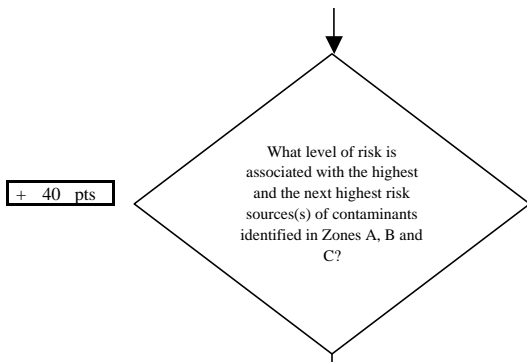 What level of risk is
associated with the highest
and the next highest risk
sources(s) of contaminants
identified in Zones A, B and
C?
+ 40 pts